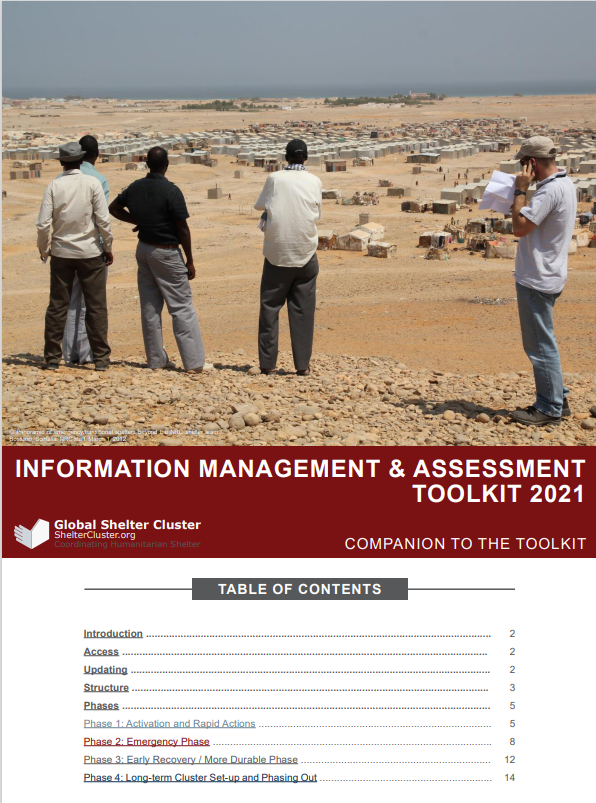 INFORMATION MANAGEMENT & ASSESSMENT
TOOLKIT 2021
Global Shelter Cluster
ShelterCluster.org
Coordinating Humanitarian Shelter
COMPANION TO THE TOOLKIT
TABLE OF CONTENTS
Introduction 2
Access 2
Updating 2
Structure 3
Phases 5
Phase 1: Activation and Rapid Actions 5
Phase 2: Emergency Phase 8
Phase 3: Early Recovery / More Durable Phase 12
Phase 4: Long-term Cluster Set-up and Phasing Out 14